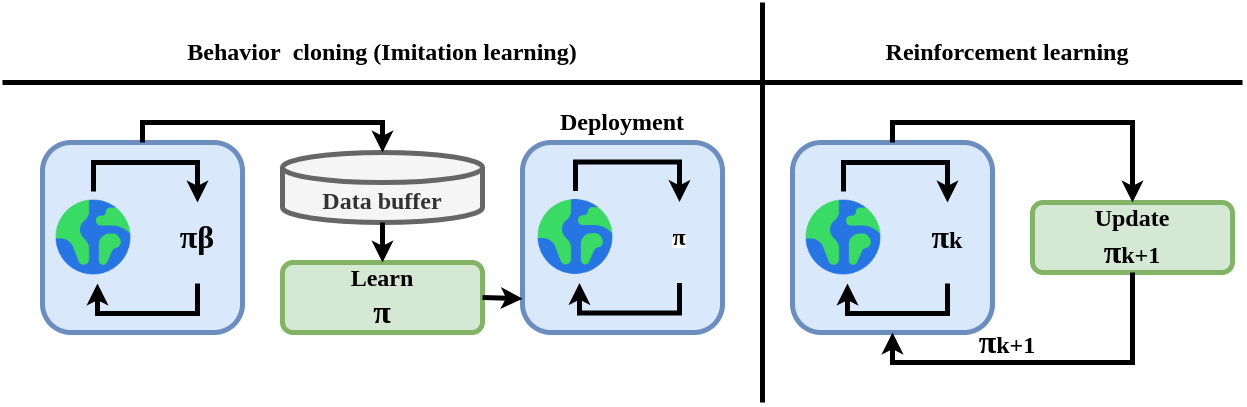 Behavior  cloning (Imitation learning)
Reinforcement learning
Deployment
Data buffer
πβ
π
πk
Update
πk+1
Learn
π
πk+1